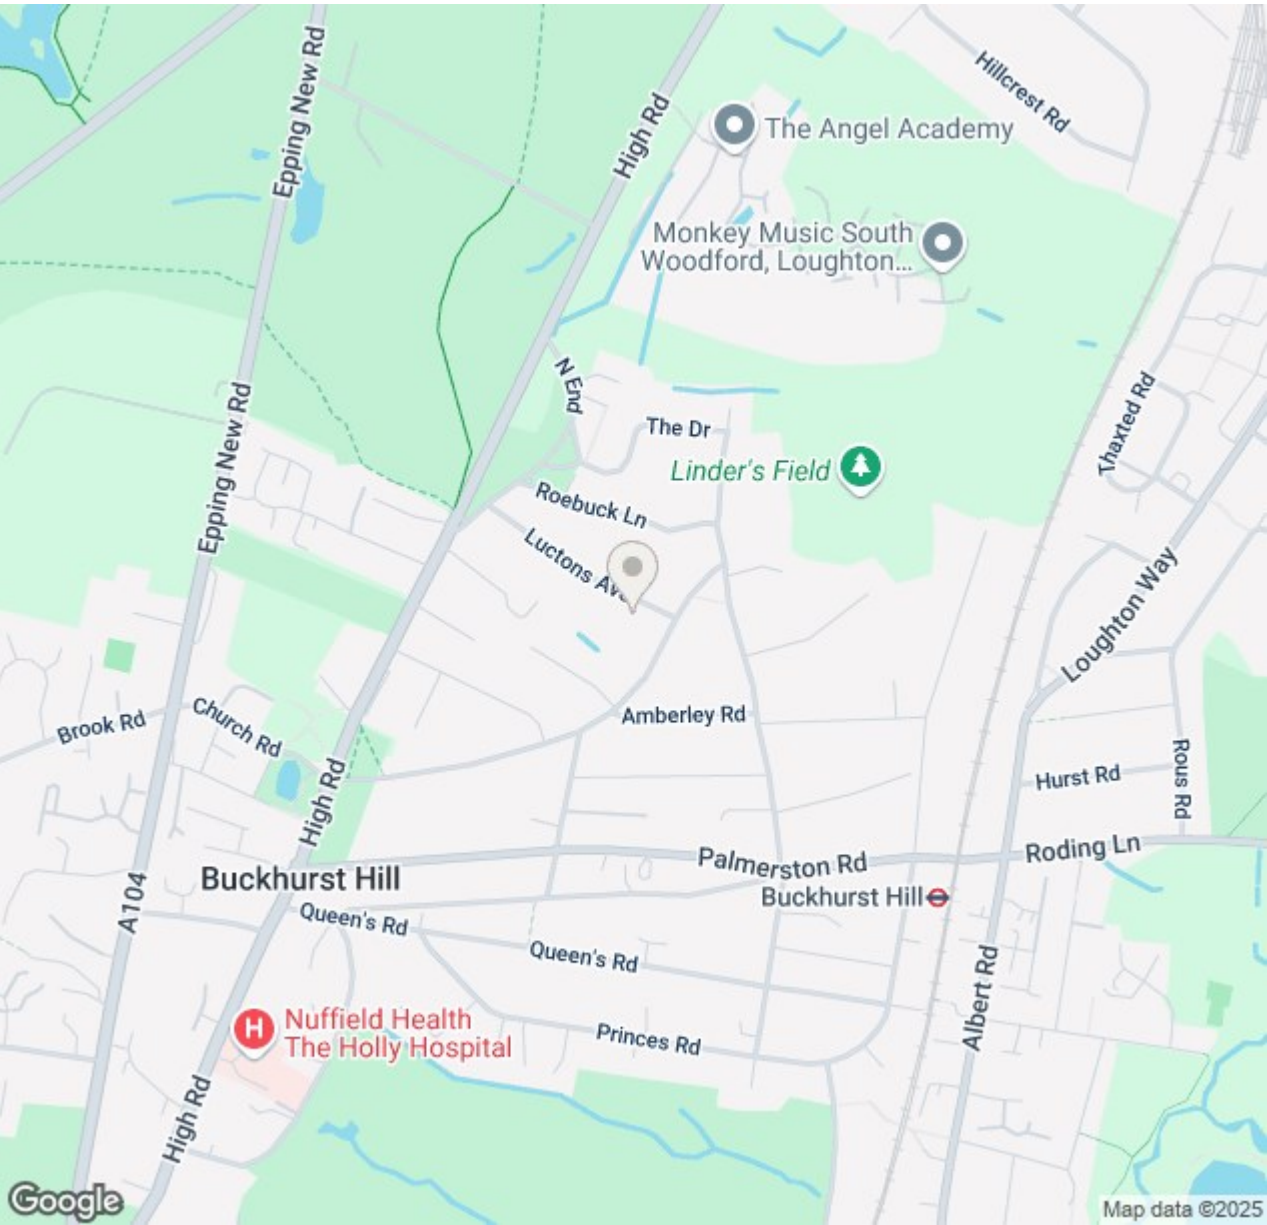 Epping New Rd
High Rd
Hillcrest Rd
The Angel Academy
Monkey Music South
Woodford, Loughton...
N End
The Dr
Thaxted Rd
Epping New Rd
Linder's Field
Roebuck Ln
Luctons Ave
Loughton Way
Church Rd
Brook Rd
Amberley Rd
High Rd
Hurst Rd
Rous Rd
Palmerston Rd
Roding Ln
Buckhurst Hill
Buckhurst Hill
A104
Queen's Rd
Queen's Rd
Albert Rd
Nuffield Health
The Holly Hospital
Princes Rd
High Rd
Google
Map data ©2025